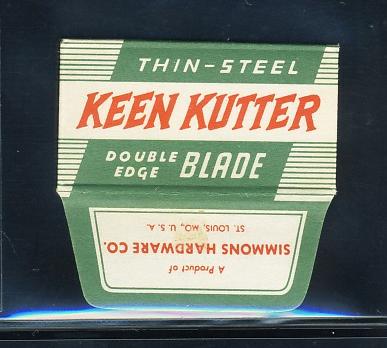 THIN-STEEL
KEEN KUTTER
DOUBLE EDGE BLADE
A Product of
SIMMONS HARDWARE CO.
ST. LOUIS, MO., U. S. A.